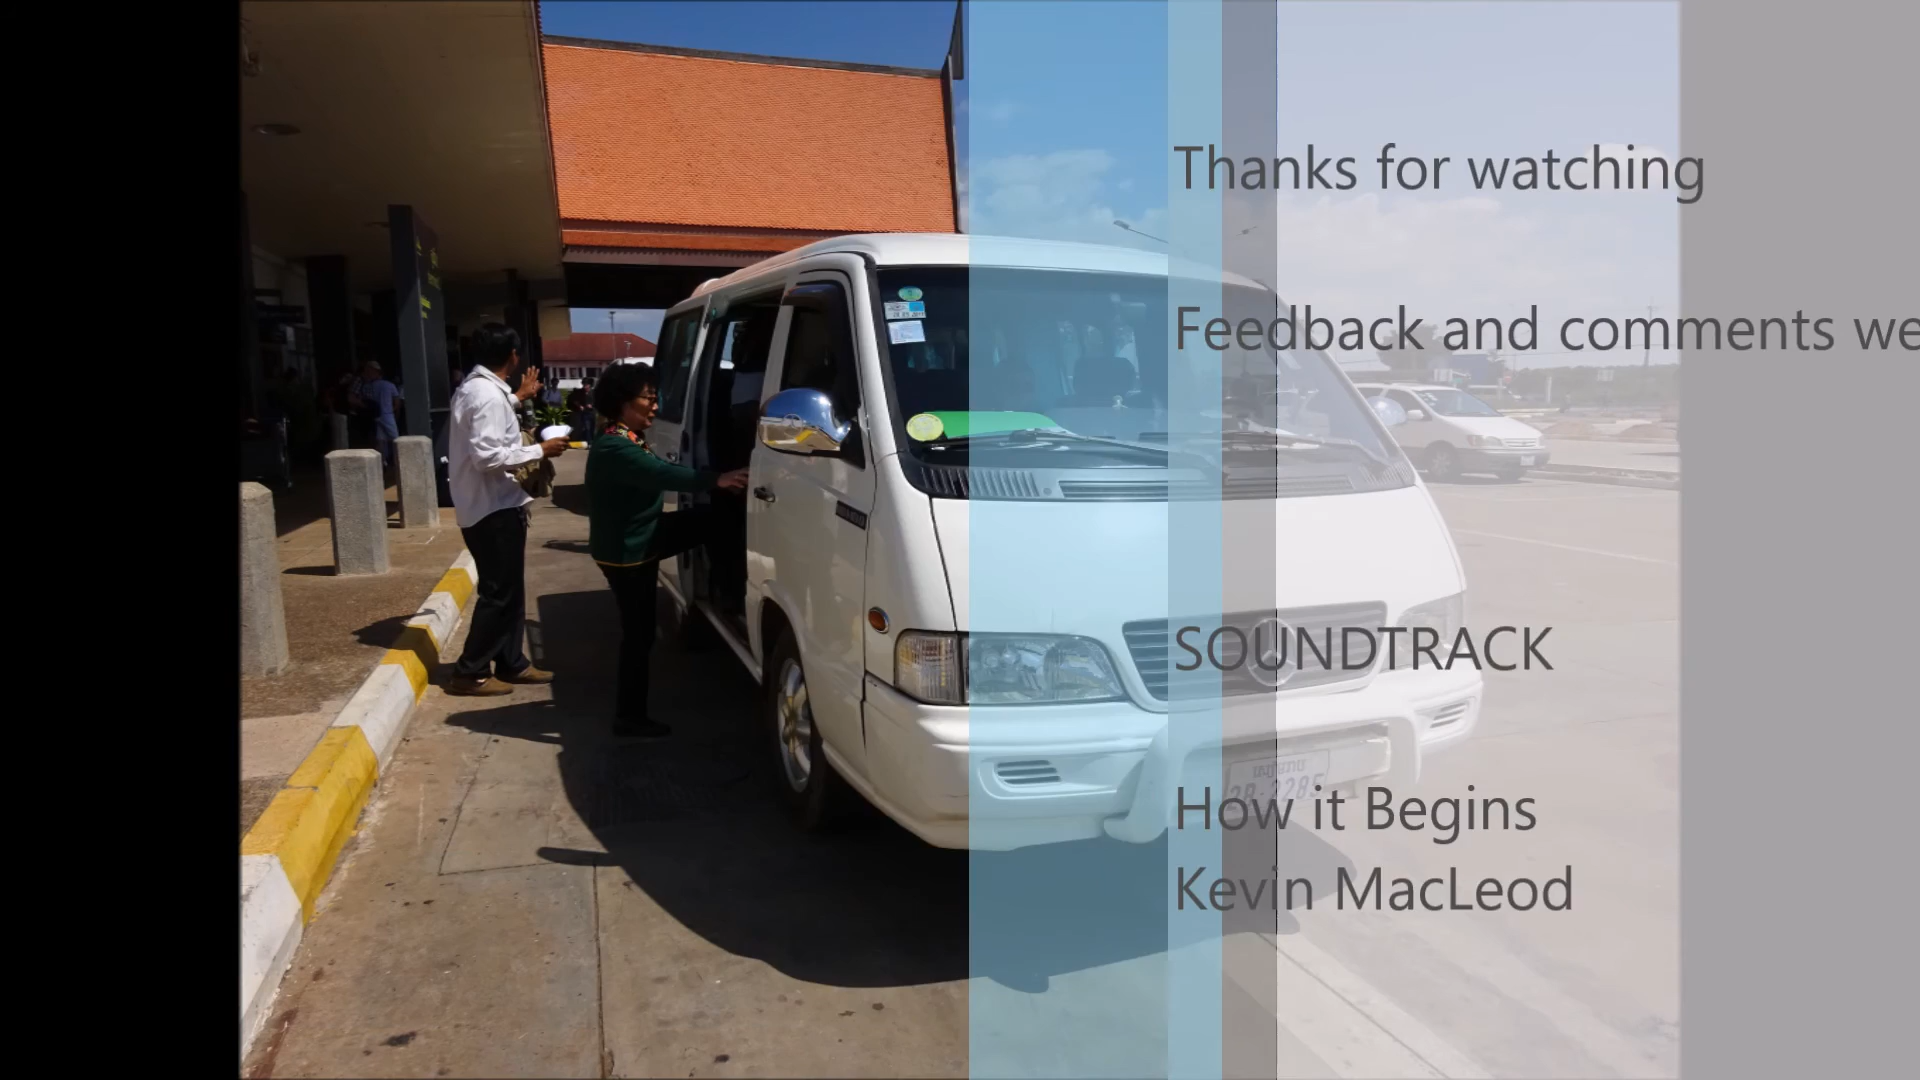 Thanks for watching
Feedback and comments we
SOUNDTRACK
How it Begins
Kevin MacLeod